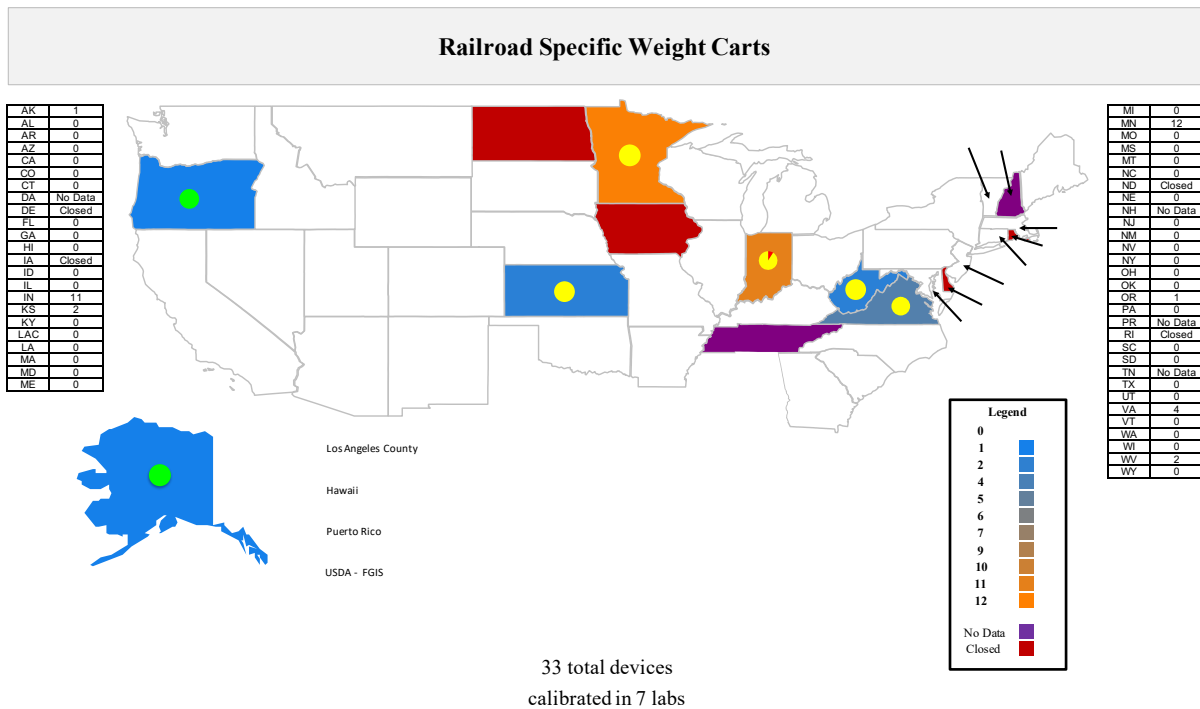 Railroad Specific Weight Carts
AK 1
AL 0
AR 0
AZ 0
CA 0
CO 0
CT 0
DA No Data
DE Closed
FL 0
GA 0
HI 0
IA Closed
ID 0
IL 0
IN 11
KS 2
KY 0
LAC 0
LA 0
MA 0
MD 0
ME 0
MI 0
MN 12
MO 0
MS 0
MT 0
NC 0
ND Closed
NE 0
NH No Data
NJ 0
NM 0
NV 0
NY 0
OH 0
OK 0
OR 1
PA 0
PR No Data
RI Closed
SC 0
SD 0
TN No Data
TX 0
UT 0
VA 4
VT 0
WA 0
WI 0
WV 2
WY 0
Los Angeles County
Hawaii
Puerto Rico
USDA - FGIS
Legend
0
1
2
4
5
6
7
9
10
11
12
No Data
Closed
33 total devices
calibrated in 7 labs